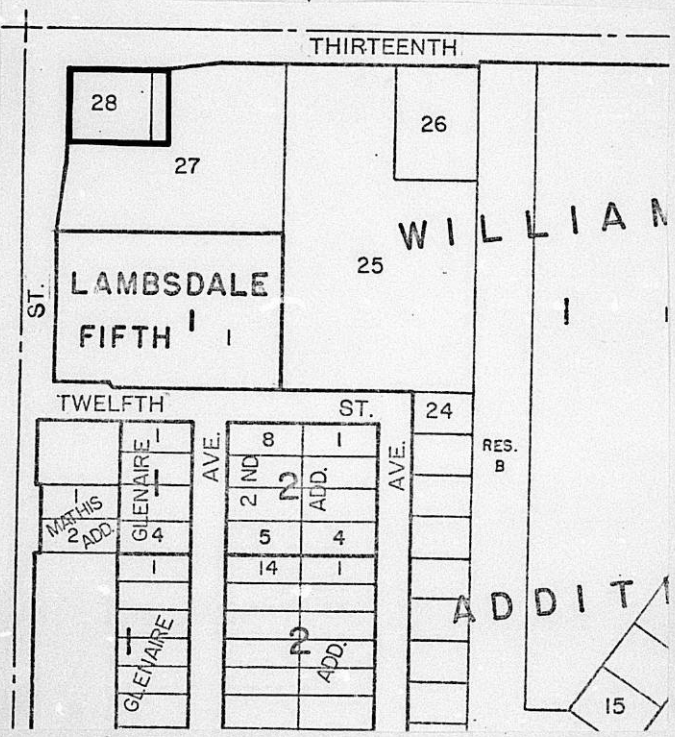 THIRTEENTH
28
26
27
WILLIAM
25
LAMBSDALE
ST.
FIFTH 1
1
1
TWELFTH ST.
24
1
8
1
RES.
B
GLENAIRE
1
AVE.
2 ND
2
ADD.
AVE.
1
MATHIS
2 ADD.
4
5
4
1
14
1
ADDIT
1
GLENAIRE
2
ADD.
15